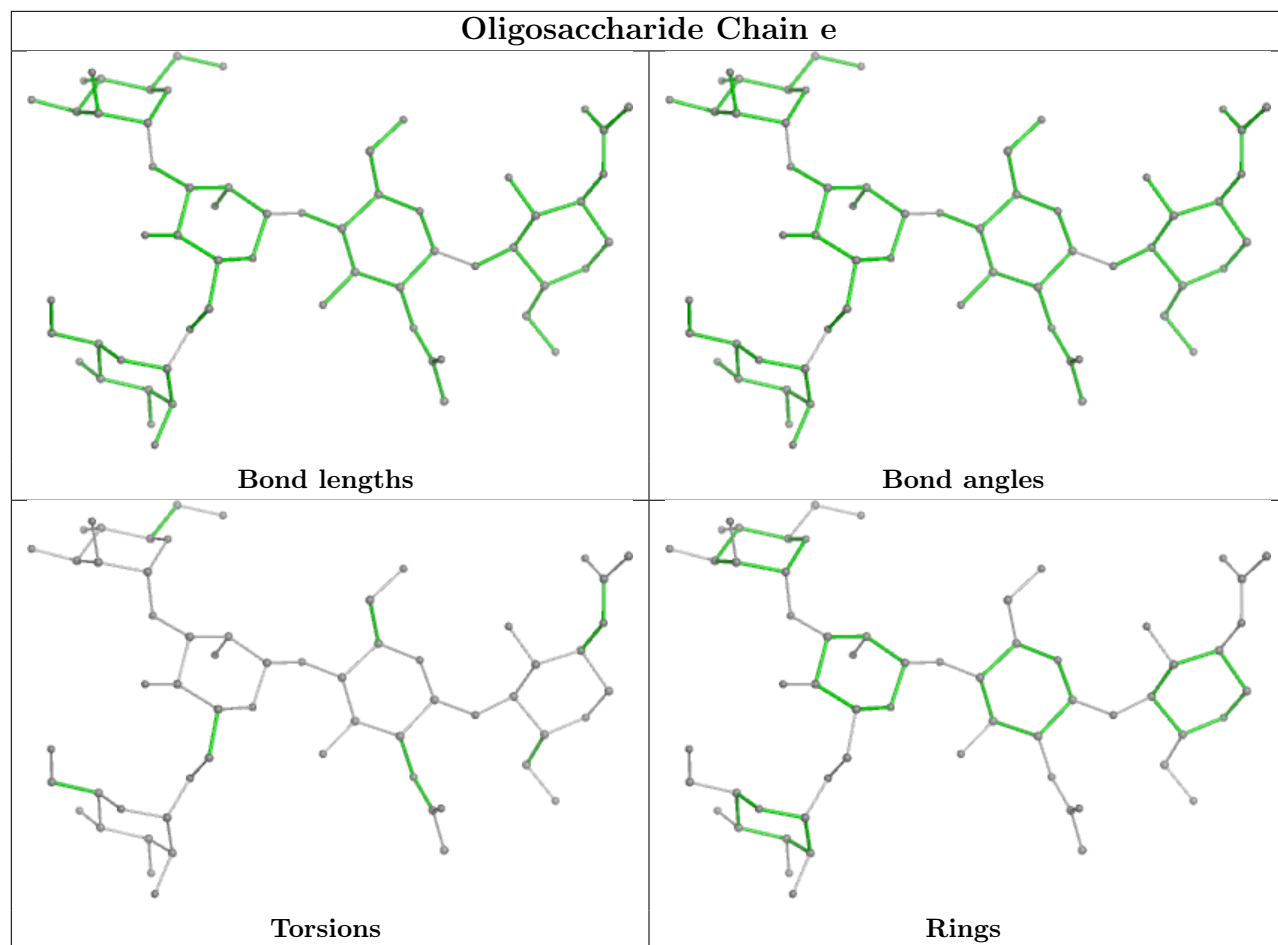 Oligosaccharide Chain e
Bond lengths
Bond angles
Torsions
Rings